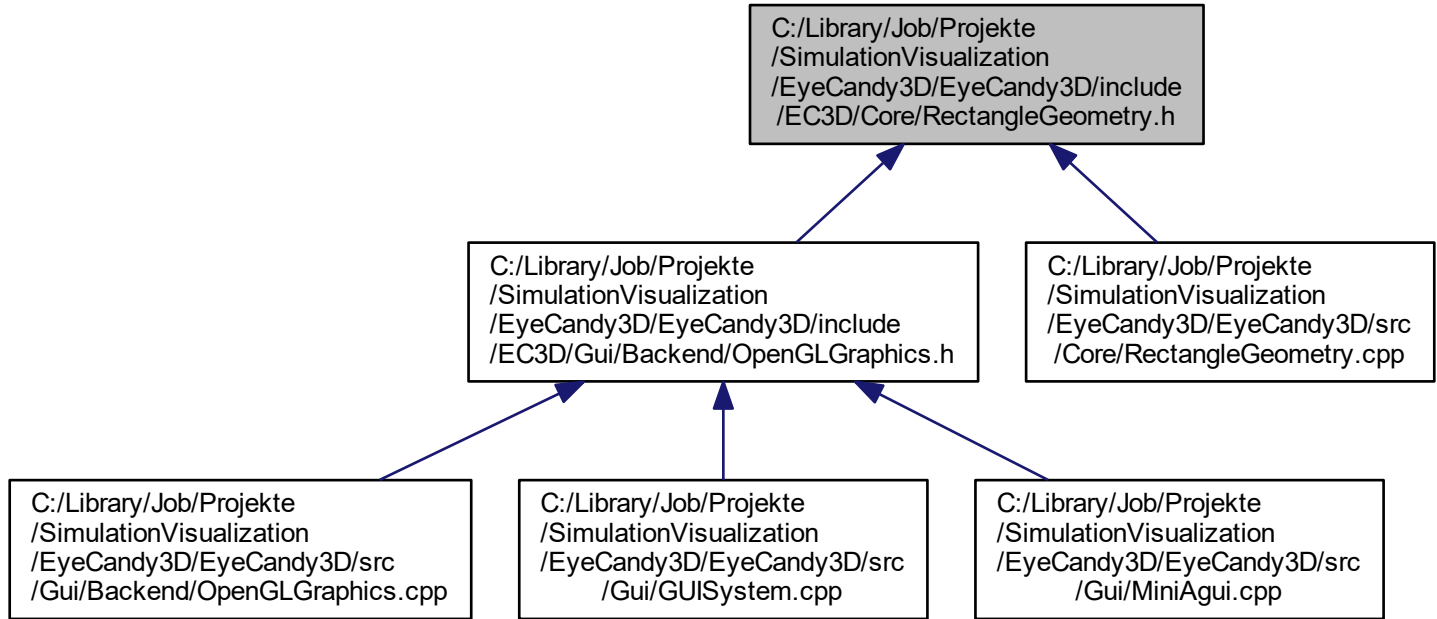 C:/Library/Job/Projekte
/SimulationVisualization
/EyeCandy3D/EyeCandy3D/include
/EC3D/Core/RectangleGeometry.h
C:/Library/Job/Projekte
/SimulationVisualization
/EyeCandy3D/EyeCandy3D/include
/EC3D/Gui/Backend/OpenGLGraphics.h
C:/Library/Job/Projekte
/SimulationVisualization
/EyeCandy3D/EyeCandy3D/src
/Core/RectangleGeometry.cpp
C:/Library/Job/Projekte
/SimulationVisualization
/EyeCandy3D/EyeCandy3D/src
/Gui/Backend/OpenGLGraphics.cpp
C:/Library/Job/Projekte
/SimulationVisualization
/EyeCandy3D/EyeCandy3D/src
/Gui/GUISystem.cpp
C:/Library/Job/Projekte
/SimulationVisualization
/EyeCandy3D/EyeCandy3D/src
/Gui/MiniAgui.cpp